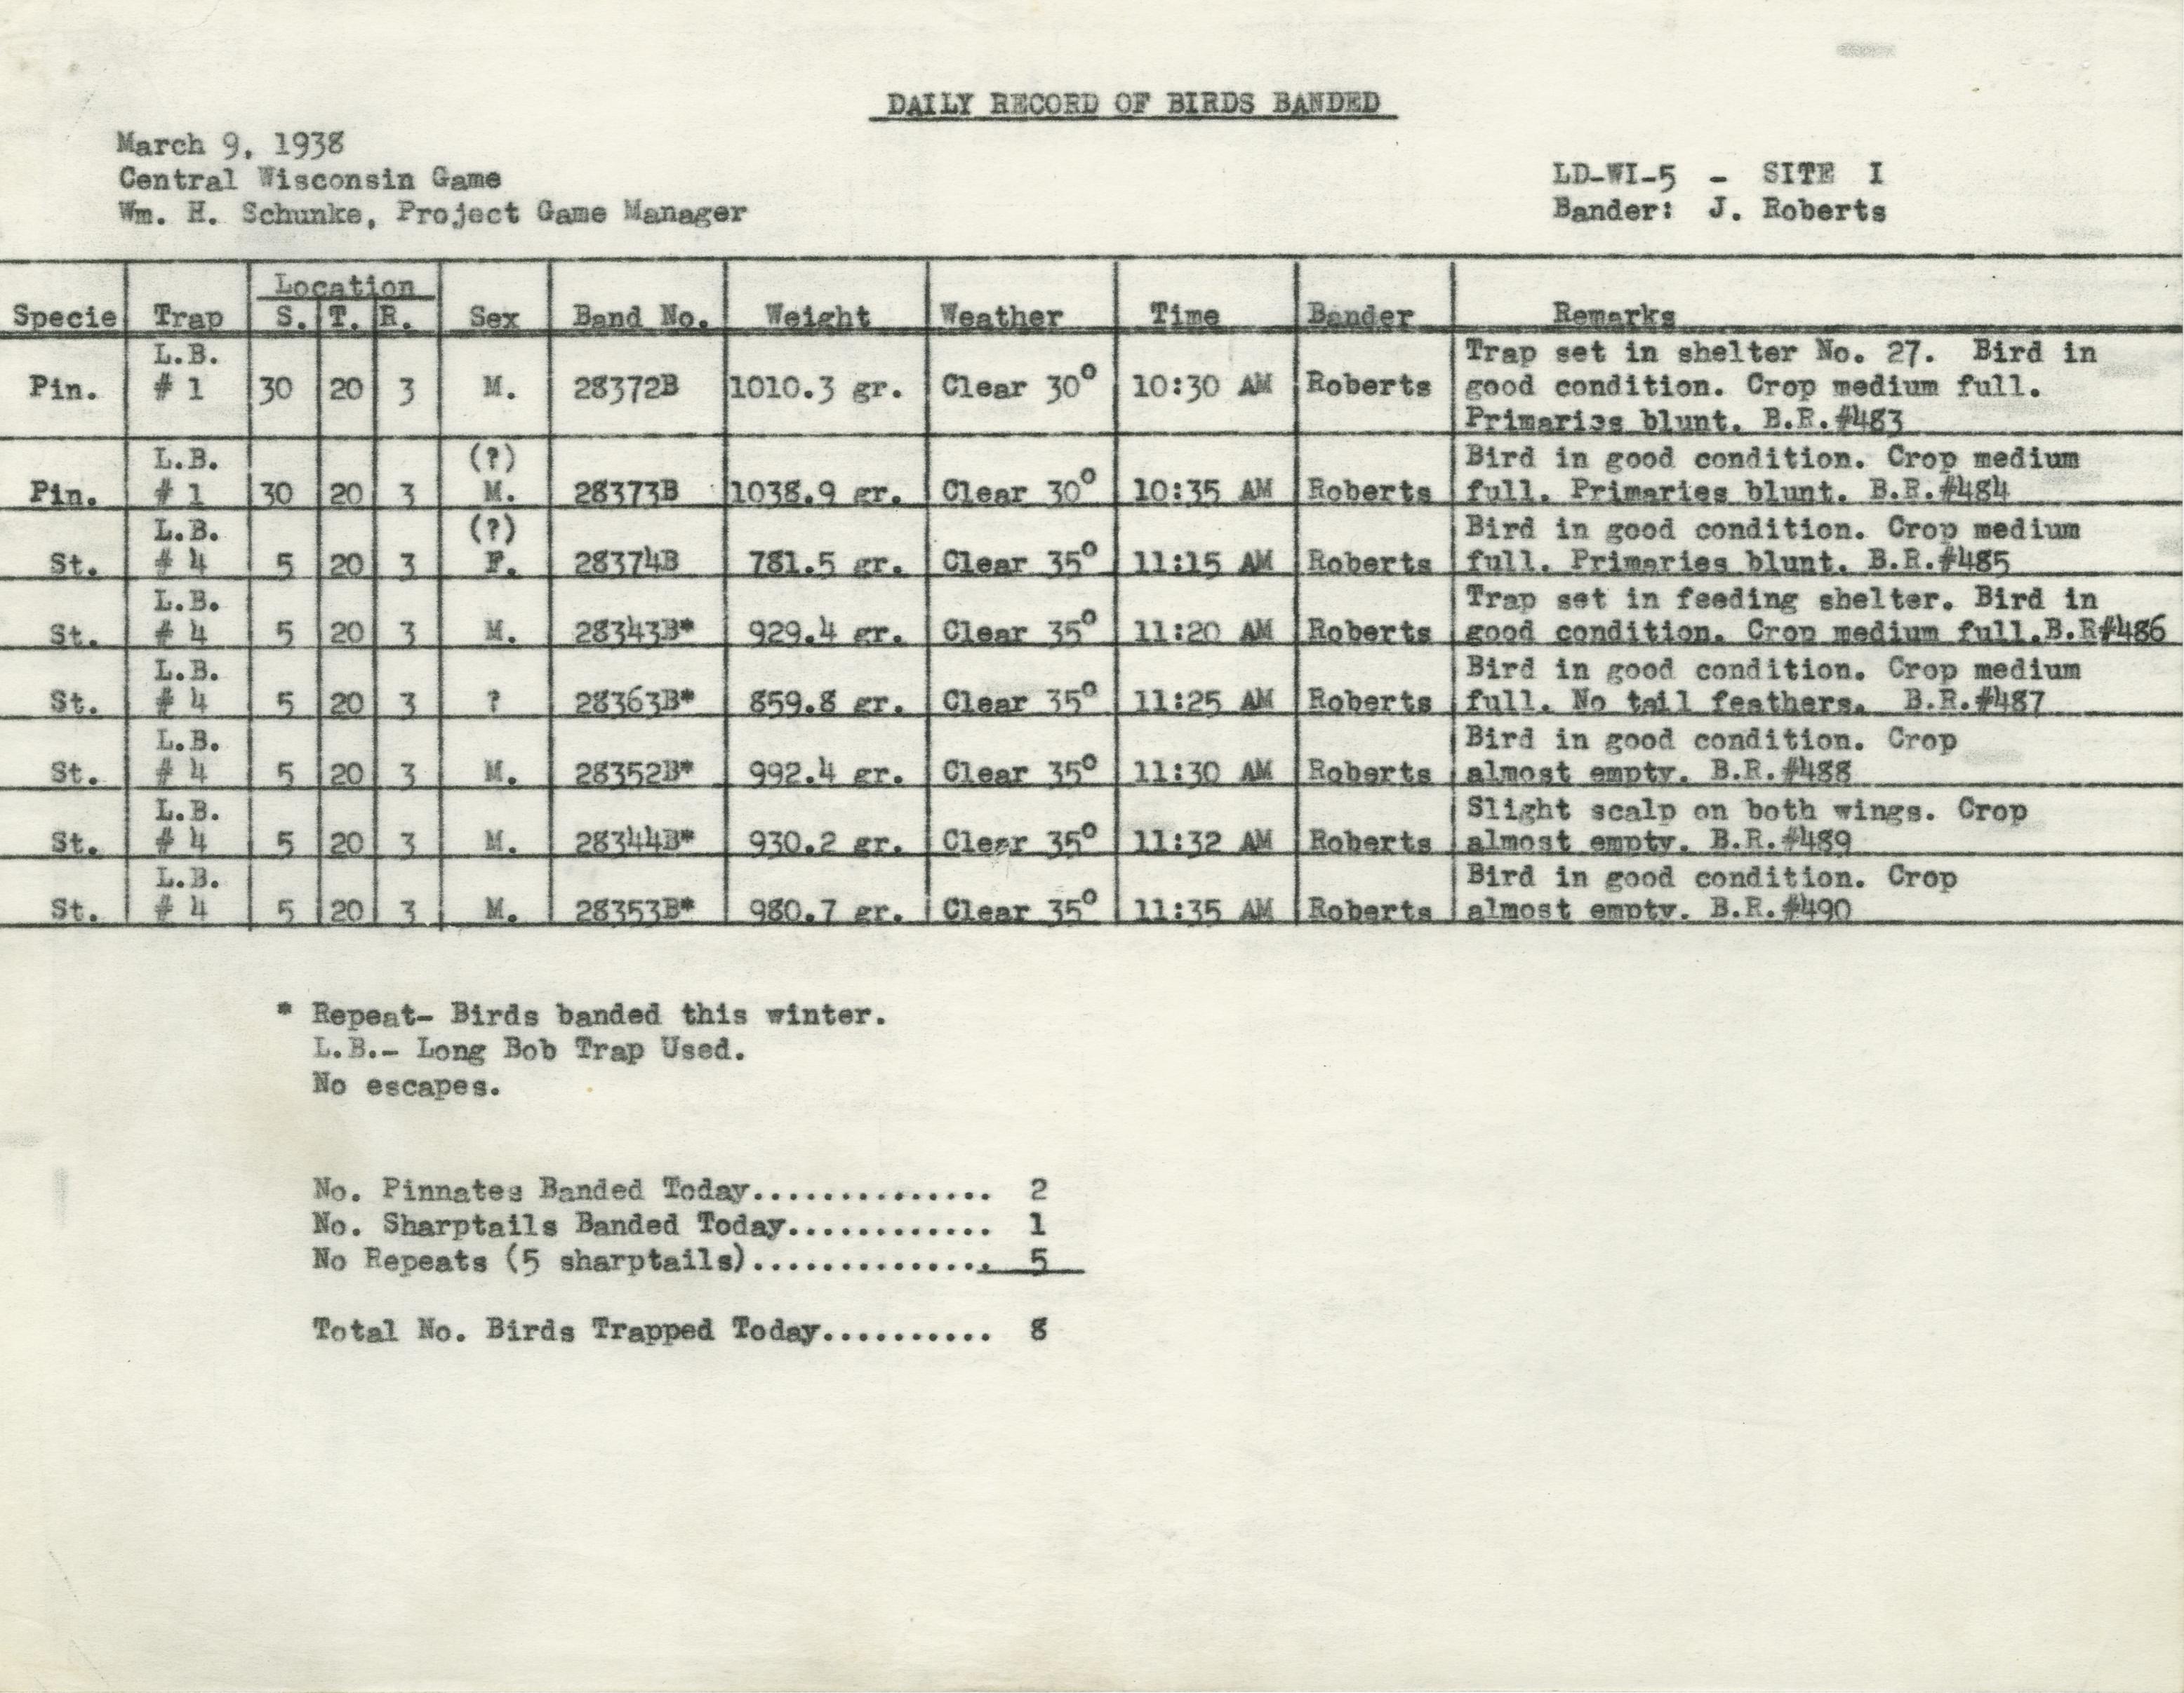 DAILY RECORD OF BIRDS BANDED
March 9, 1938
Central Wisconsin Game
Wm. H. Schunke, Project Game Manager
LD-WI-5 - SITE I
Bander: J. Roberts
Location
Specie Trap S. T. R. Sex Band No. Weight Weather Time Bander Remarks
L.B. Trap set in shelter No. 27. Bird in
Pin. #1 30 20 3 M. 28372B 1010.3 gr. Clear 30° 10:30 AM Roberts good condition. Crop medium full.
Primaries blunt. B.R.#483
L.B. (?) Bird in good condition. Crop medium
Pin. #1 30 20 3 M. 28373B 1038.9 gr. Clear 30° 10:35 AM Roberts full. Primaries blunt. B.R.#484
L.B. (?) Bird in good condition. Crop medium
St. #4 5 20 3 F. 28374B 781.5 gr. Clear 35° 11:15 AM Roberts full. Primaries blunt. B.R.#485
L.B. Trap set in feeding shelter. Bird in
St. #4 5 20 3 M. 28343B* 929.4 gr. Clear 35° 11:20 AM Roberts good condition. Crop medium full.B.R#486
L.B. Bird in good condition. Crop medium
St. #4 5 20 3 ? 28363B* 859.8 gr. Clear 35° 11:25 AM Roberts full. No tail feathers. B.R.#487
L.B. Bird in good condition. Crop
St. #4 5 20 3 M. 28352B* 992.4 gr. Clear 35° 11:30 AM Roberts almost empty. B.R.#488
L.B. Slight scalp on both wings. Crop
St. #4 5 20 3 M. 28344B* 930.2 gr. Clear 35° 11:32 AM Roberts almost empty. B.R.#489
L.B. Bird in good condition. Crop
St. #4 5 20 3 M. 28353B* 980.7 gr. Clear 35° 11:35 AM Roberts almost empty. B.R.#490
* Repeat- Birds banded this winter.
L.B.- Long Bob Trap Used.
No escapes.
No. Pinnates Banded Today.............. 2
No. Sharptails Banded Today............ 1
No Repeats (5 sharptails).............. 5
Total No. Birds Trapped Today.......... 8